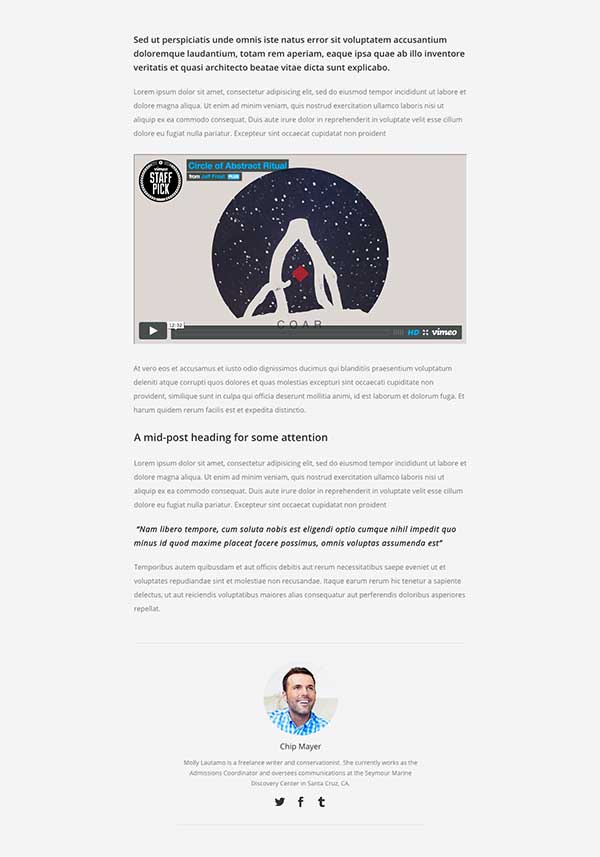 Sed ut perspiciatis unde omnis iste natus error sit voluptatem accusantium
doloremque laudantium, totam rem aperiam, eaque ipsa quae ab illo inventore
veritatis et quasi architecto beatae vitae dicta sunt explicabo.
Lorem ipsum dolor sit amet, consectetur adipisicing elit, sed do eiusmod tempor incididunt ut labore et
dolore magna aliqua. Ut enim ad minim veniam, quis nostrud exercitation ullamco laboris nisi ut
aliquip ex ea commodo consequat. Duis aute irure dolor in reprehenderit in voluptate velit esse cillum
dolore eu fugiat nulla pariatur. Excepteur sint occaecat cupidatat non proident
vimeo
STAFF
PICK
Circle of Abstract Ritual
from Jeff Frost PLUS
COAR
12:32
HD vimeo
At vero eos et accusamus et iusto odio dignissimos ducimus qui blanditiis praesentium voluptatum
deleniti atque corrupti quos dolores et quas molestias excepturi sint occaecati cupiditate non
provident, similique sunt in culpa qui officia deserunt mollitia animi, id est laborum et dolorum fuga. Et
harum quidem rerum facilis est et expedita distinctio.
A mid-post heading for some attention
Lorem ipsum dolor sit amet, consectetur adipisicing elit, sed do eiusmod tempor incididunt ut labore et
dolore magna aliqua. Ut enim ad minim veniam, quis nostrud exercitation ullamco laboris nisi ut
aliquip ex ea commodo consequat. Duis aute irure dolor in reprehenderit in voluptate velit esse cillum
dolore eu fugiat nulla pariatur. Excepteur sint occaecat cupidatat non proident
“Nam libero tempore, cum soluta nobis est eligendi optio cumque nihil impedit quo
minus id quod maxime placeat facere possimus, omnis voluptas assumenda est”
Temporibus autem quibusdam et aut officiis debitis aut rerum necessitatibus saepe eveniet ut et
voluptates repudiandae sint et molestiae non recusandae. Itaque earum rerum hic tenetur a sapiente
delectus, ut aut reiciendis voluptatibus maiores alias consequatur aut perferendis doloribus asperiores
repellat.
Chip Mayer
Molly Lautamo is a freelance writer and conservationist. She currently works as the
Admissions Coordinator and oversees communications at the Seymour Marine
Discovery Center in Santa Cruz, CA.